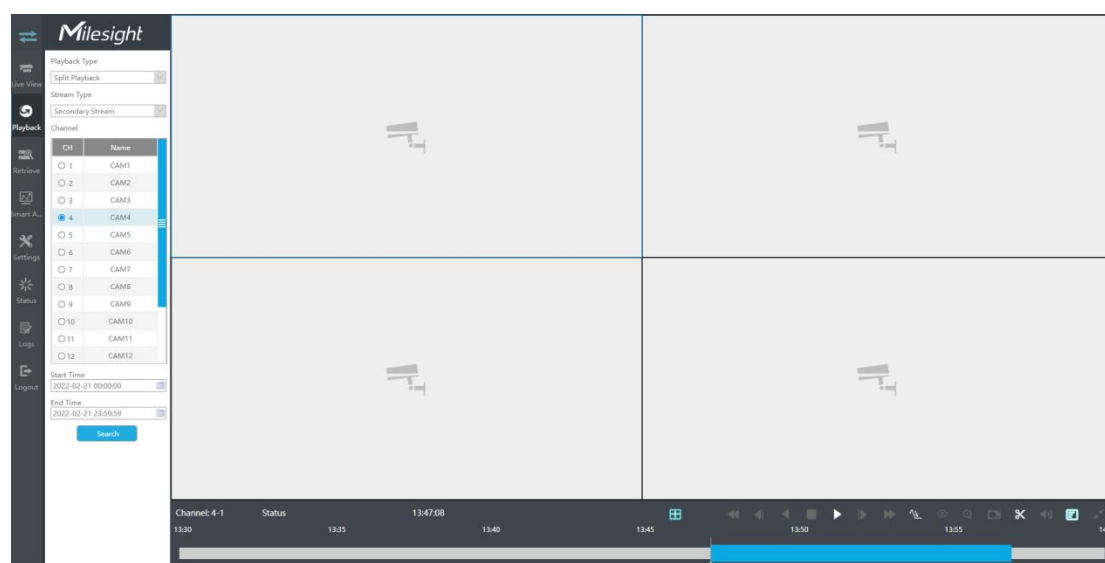 Milesight
Live View
Playback
Retrieve
Smart A...
Settings
Status
Logs
Logout
Playback Type
Split Playback
Stream Type
Secondary Stream
Channel
CH Name
1 CAM1
2 CAM2
3 CAM3
4 CAM4
5 CAM5
6 CAM6
7 CAM7
8 CAM8
9 CAM9
10 CAM10
11 CAM11
12 CAM12
Start Time
2022-02-21 00:00:00
End Time
2022-02-21 23:59:59
Search
Channel: 4-1 Status 13:47:08
13:30 13:35 13:40 13:45 13:50 13:55 14